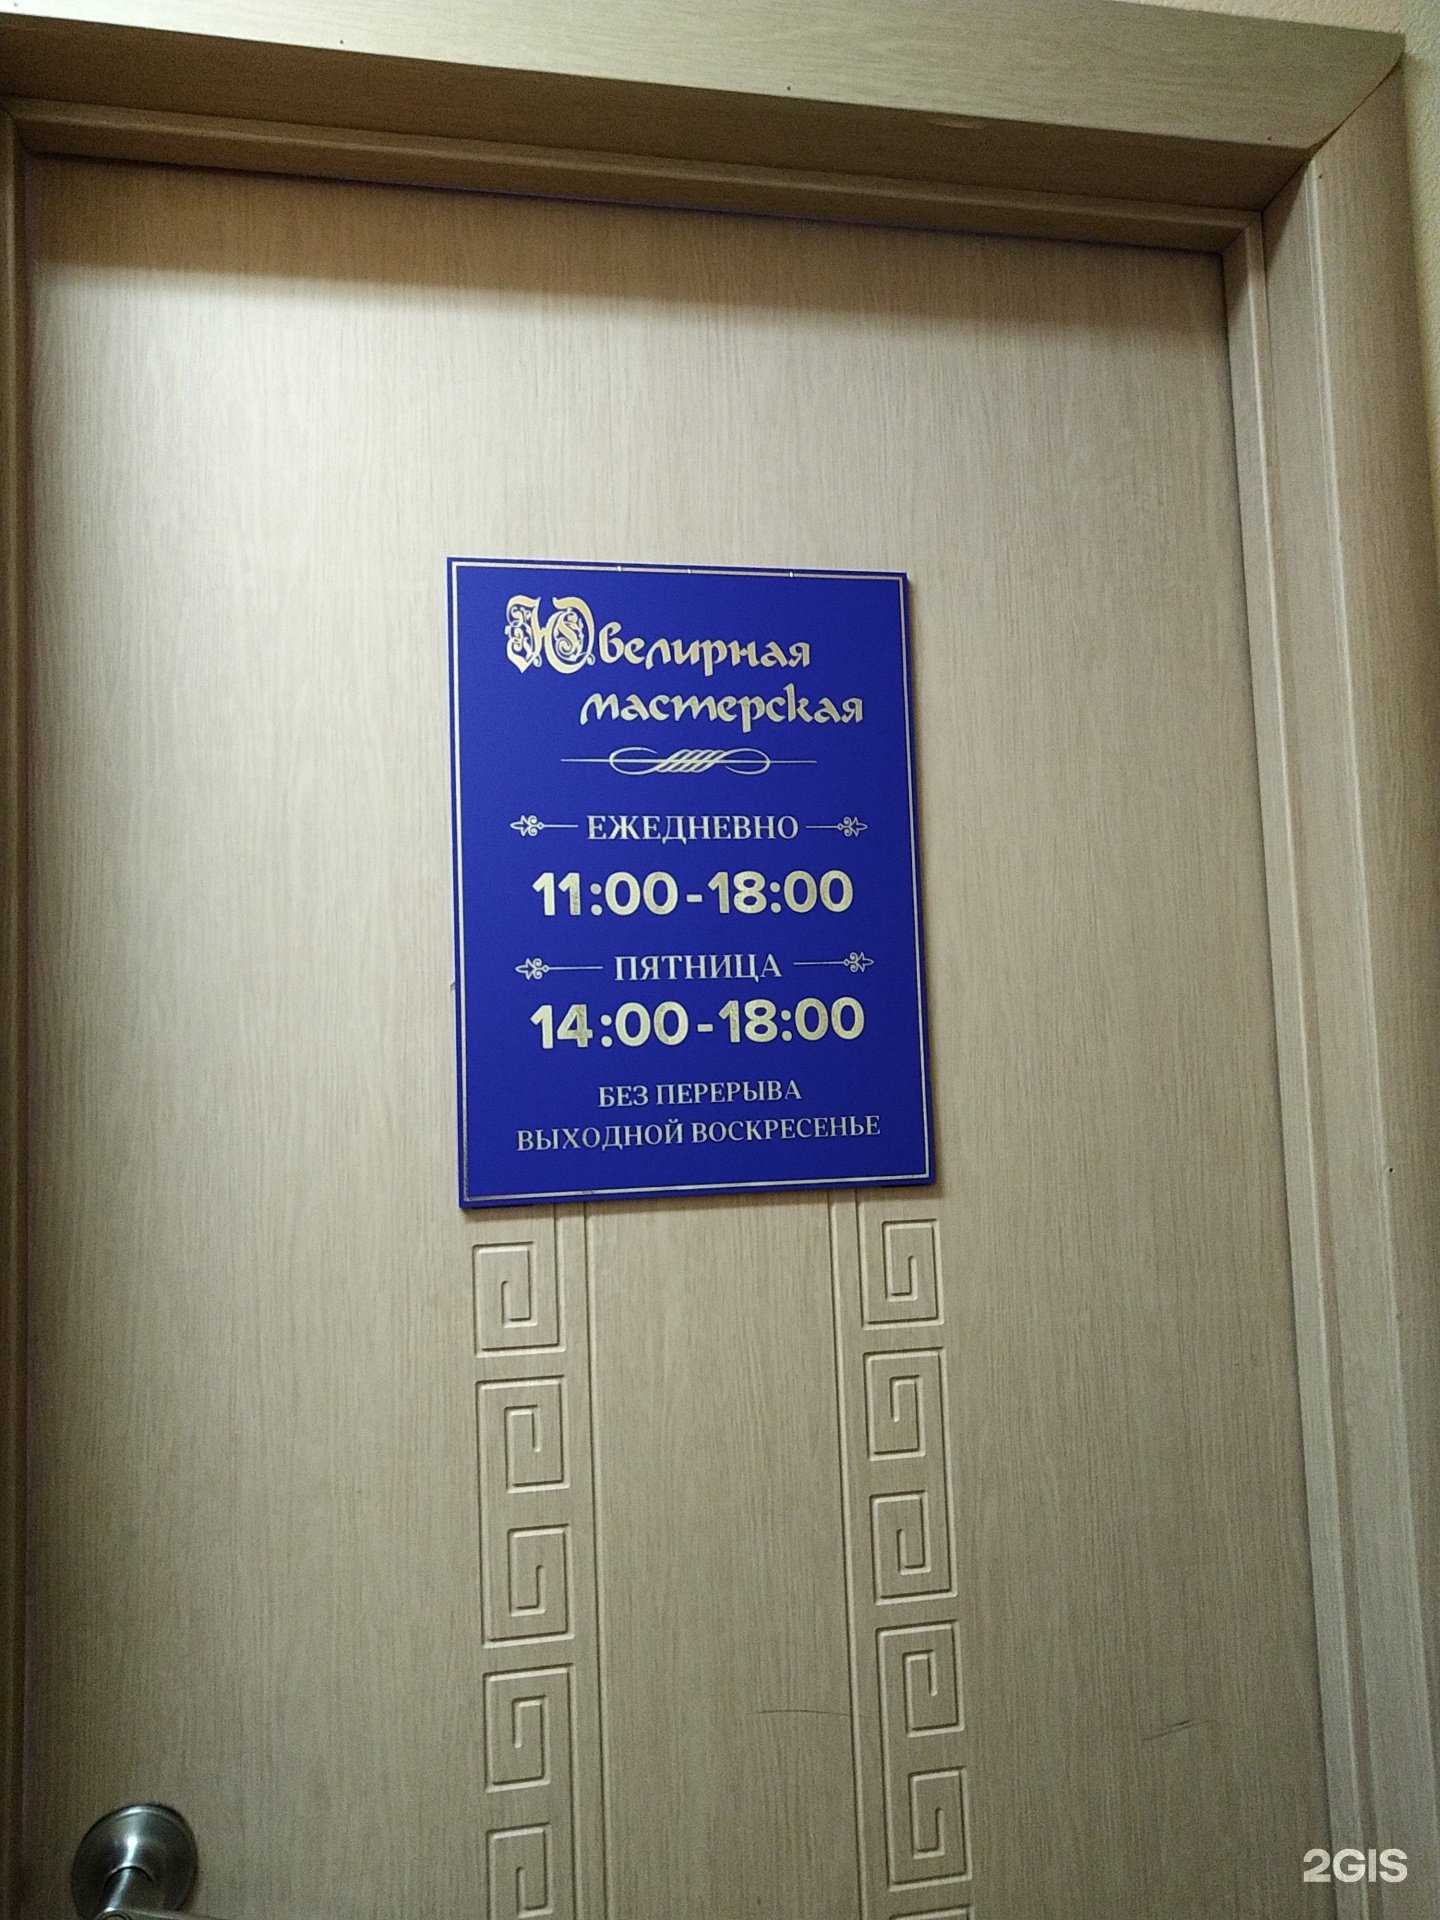 Ювелирная
мастерская
ЕЖЕДНЕВНО
11:00-18:00
ПЯТНИЦА
14:00-18:00
БЕЗ ПЕРЕРЫВА
ВЫХОДНОЙ ВОСКРЕСЕНЬЕ
2GIS